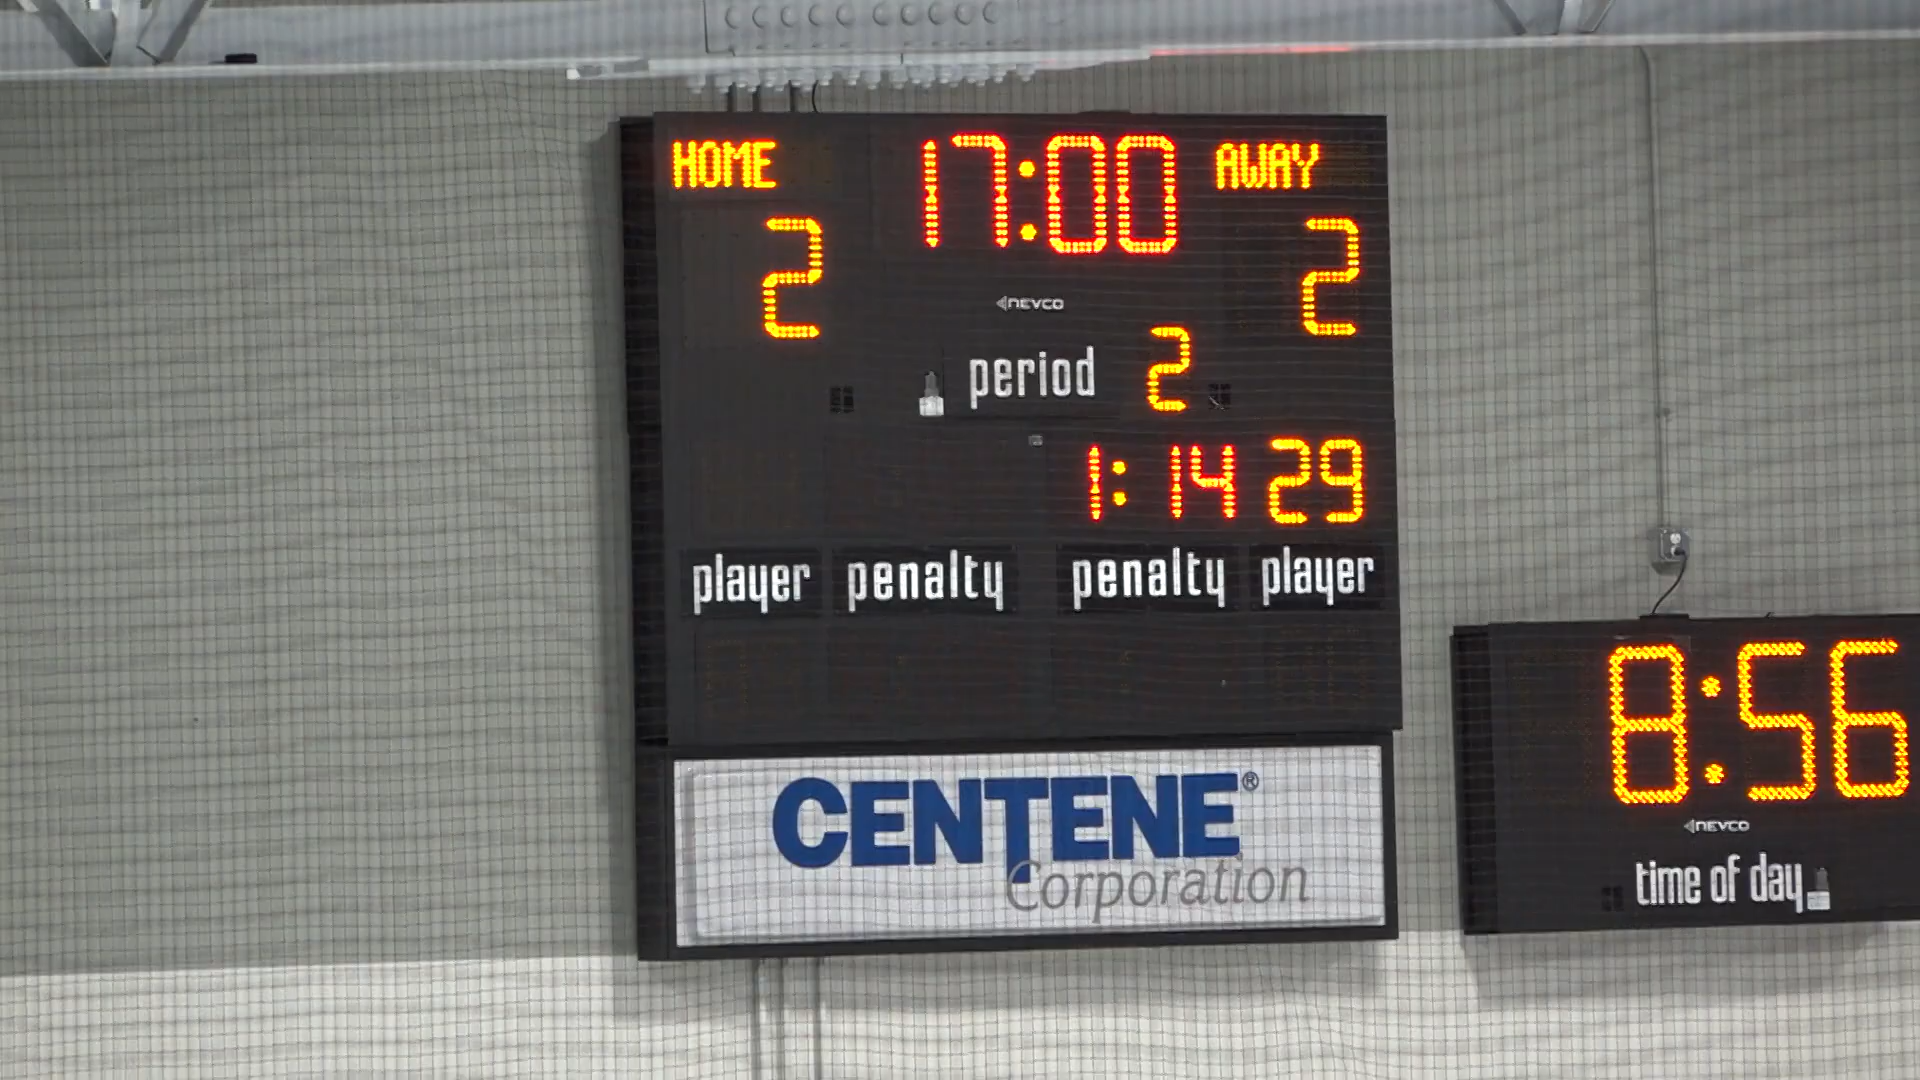 HOME 17:00 AWAY
2 2
NEVCO
period 2
1:14 29
player penalty penalty player
CENTENE®
Corporation
8:56
NEVCO
time of day